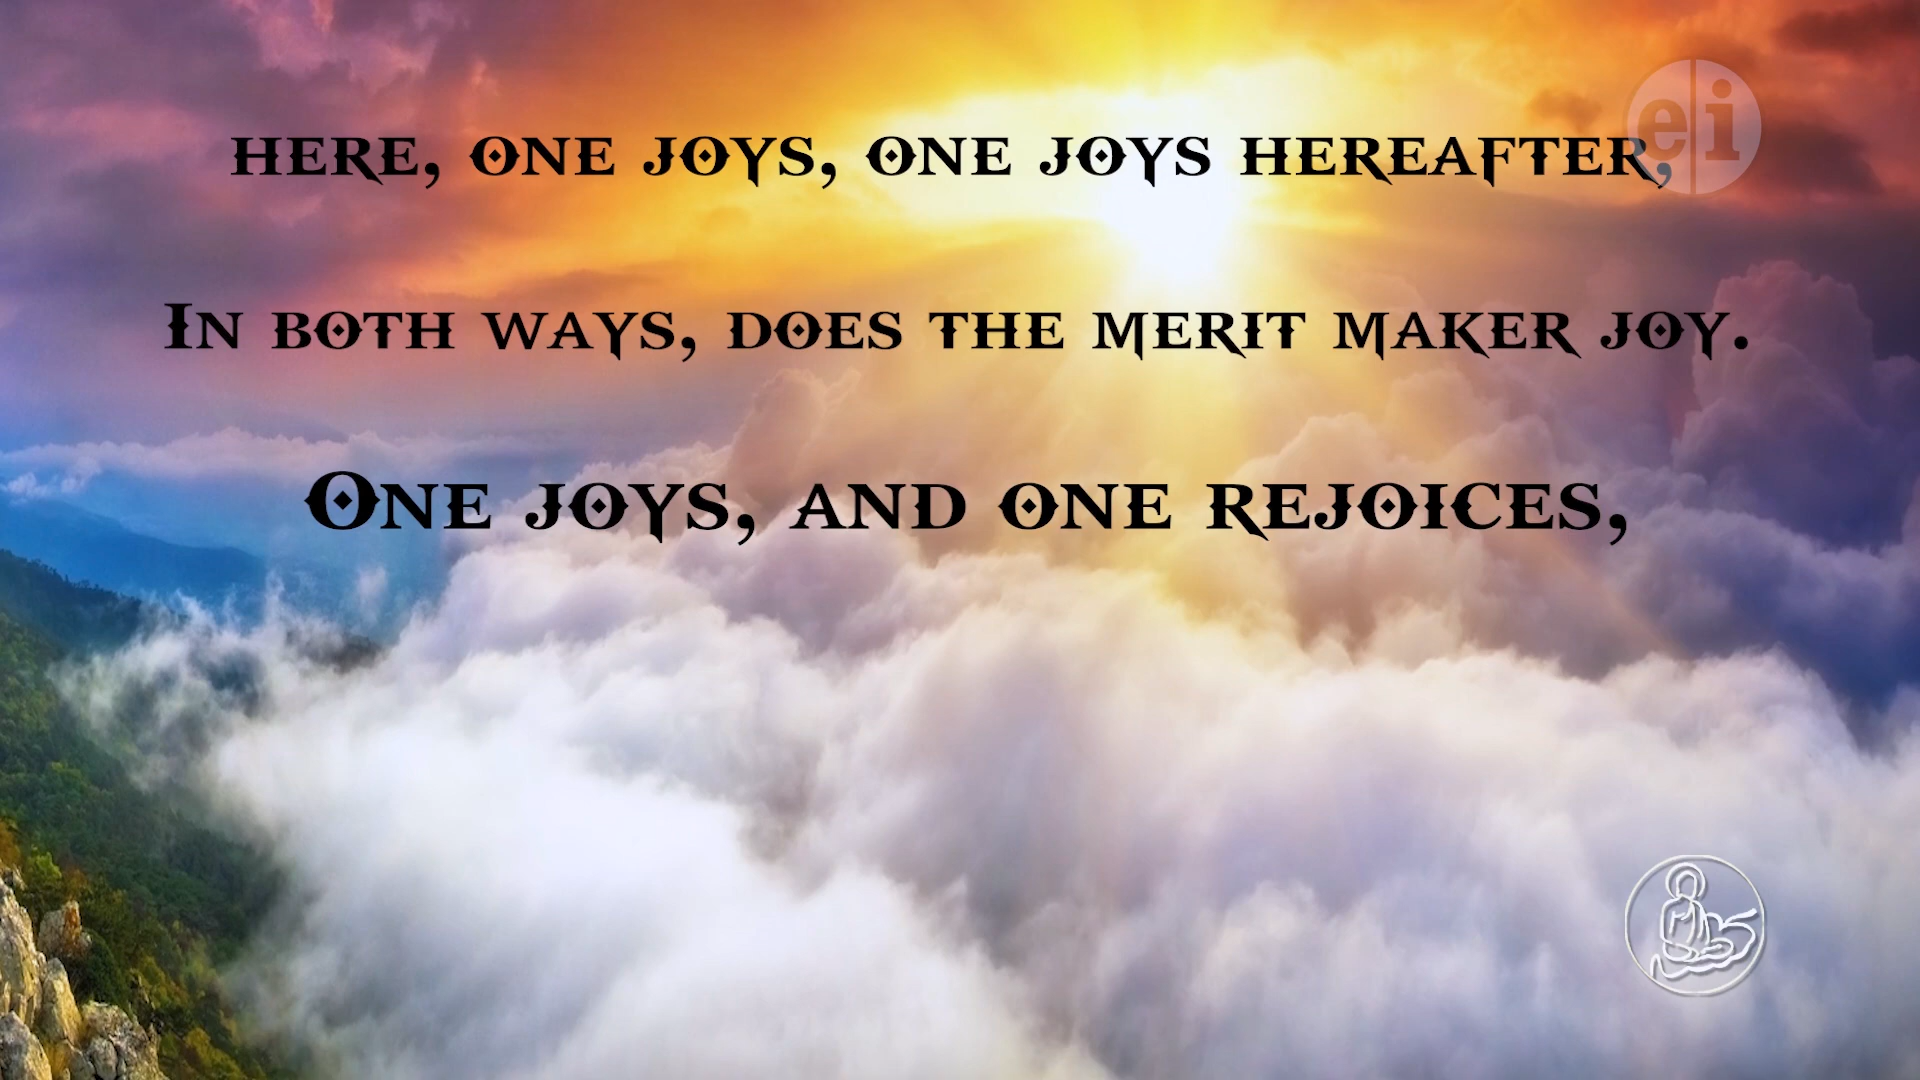 here, one joys, one joys hereafter,
In both ways, does the merit maker joy.
One joys, and one rejoices,
ei